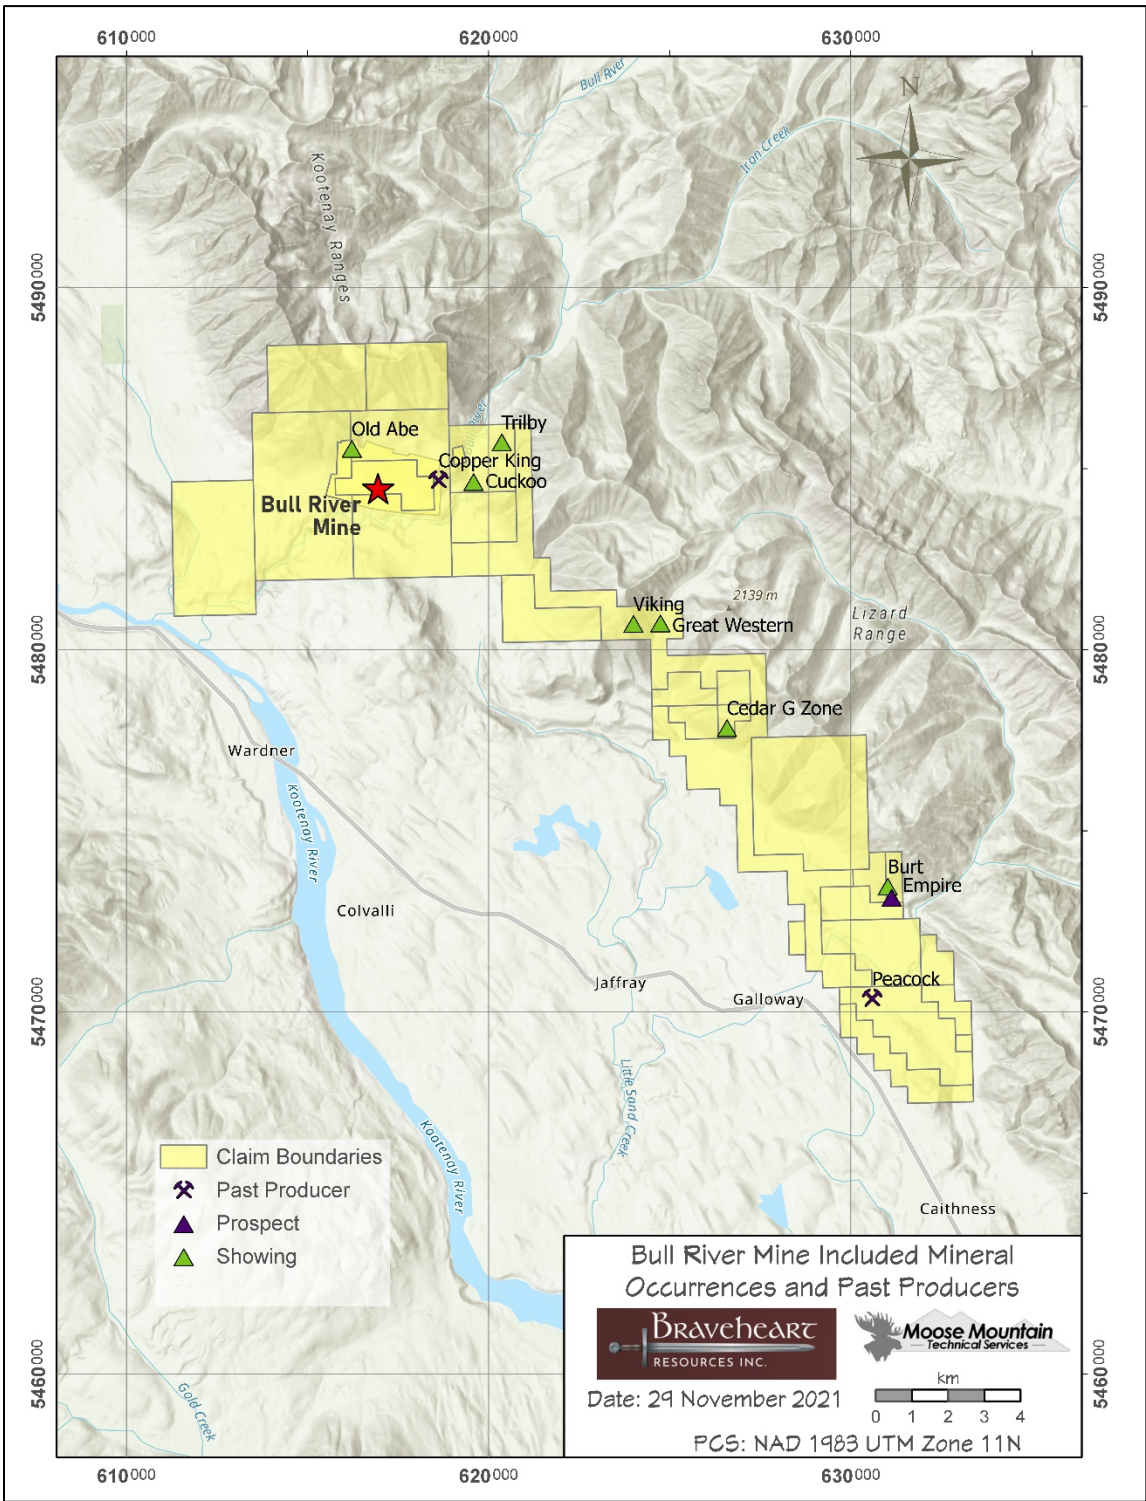 610000 620000 630000
N
Bull River
Iron Creek
Kootenay Ranges
5490000
5490000
Bull River
Old Abe
Trilby
Copper King
Cuckoo
Bull River
Mine
Viking
2139 m
Great Western
Lizard
Range
5480000
5480000
Cedar G Zone
Wardner
Kootenay River
Burt
Empire
Colvalli
Peacock
Jaffray
Galloway
5470000
5470000
Little Sand Creek
Kootenay River
Claim Boundaries
Past Producer
Prospect
Showing
Caithness
Gold Creek
5460000
5460000
Bull River Mine Included Mineral
Occurrences and Past Producers
BRAVEHEART
RESOURCES INC.
Moose Mountain
Technical Services
Date: 29 November 2021
km
0 1 2 3 4
PCS: NAD 1983 UTM Zone 11N
610000 620000 630000